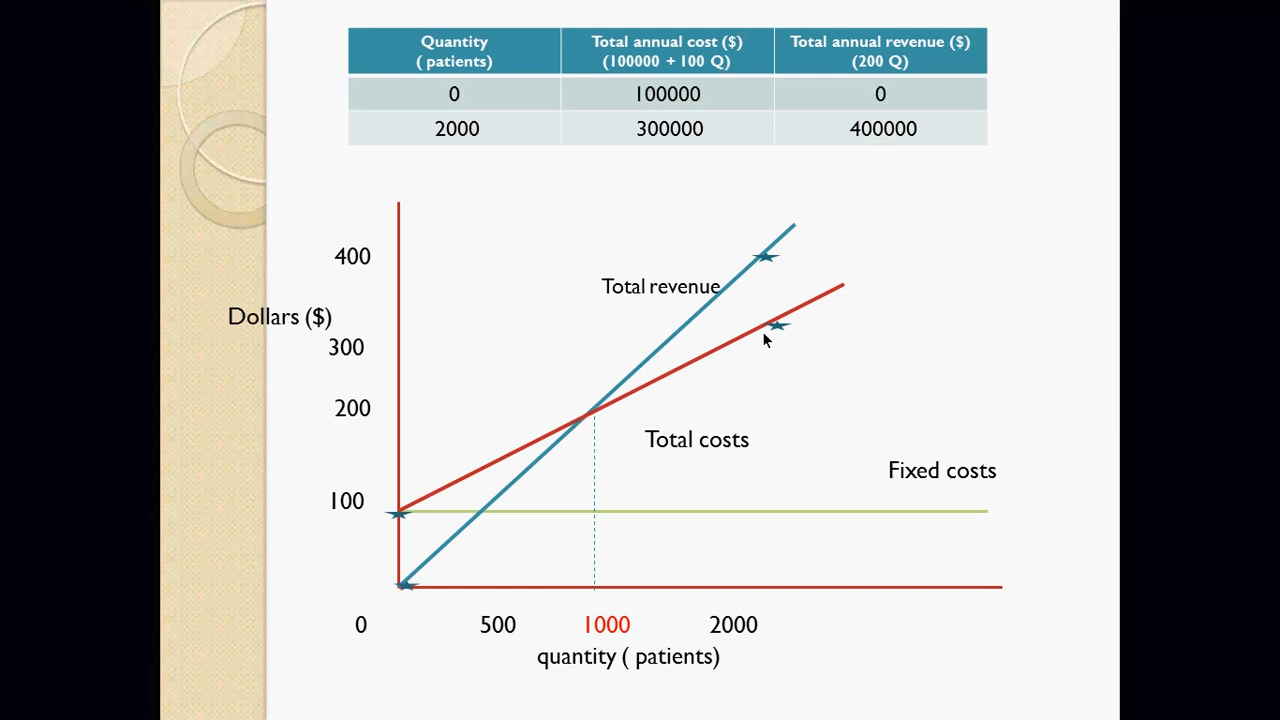 Quantity
( patients)
Total annual cost ($)
(100000 + 100 Q)
Total annual revenue ($)
(200 Q)
0
100000
0
2000
300000
400000
400
Total revenue
Dollars ($)
300
200
Total costs
Fixed costs
100
0
500
1000
2000
quantity ( patients)